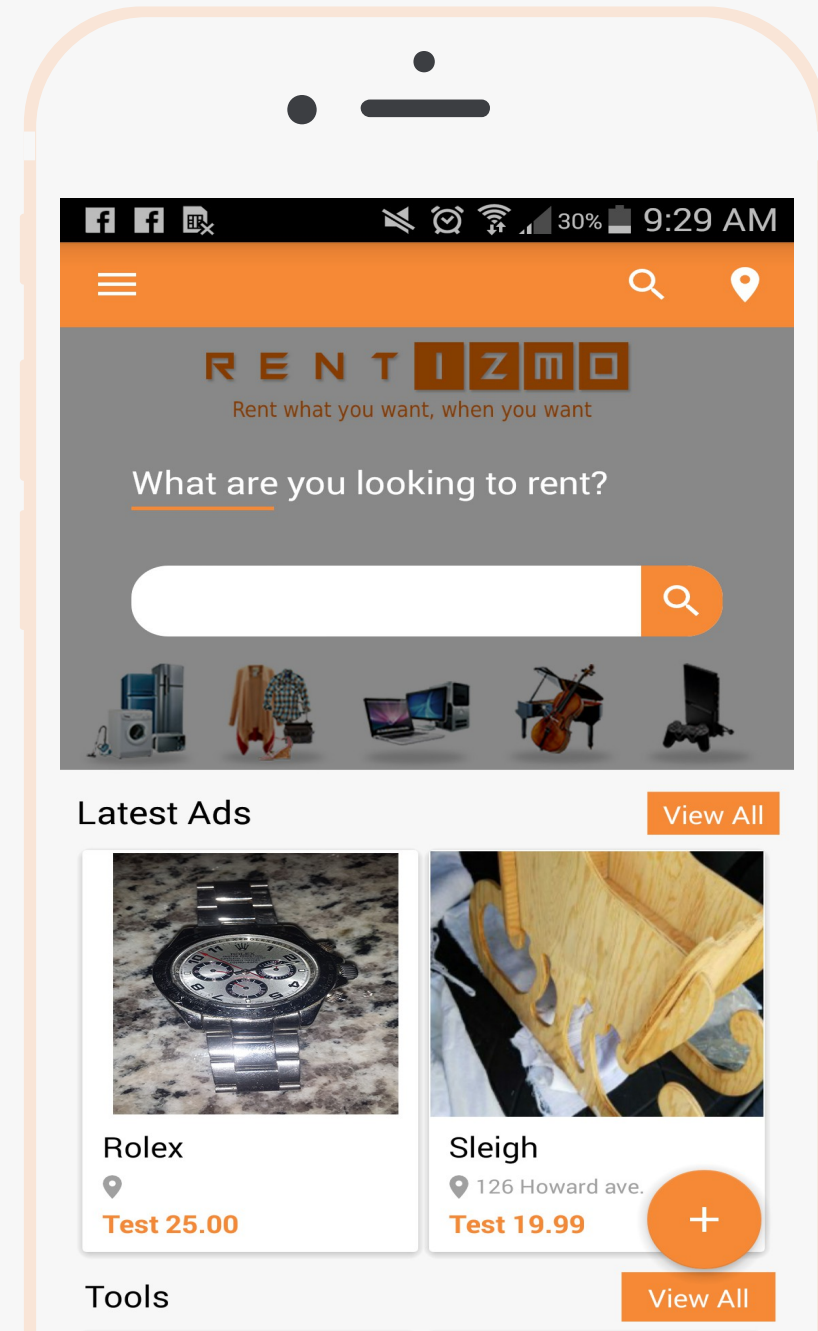 30% 9:29 AM
RENTIZMO
Rent what you want, when you want
What are you looking to rent?
Latest Ads
View All
Rolex
Sleigh
126 Howard ave.
Test 25.00
Test 19.99
Tools
View All